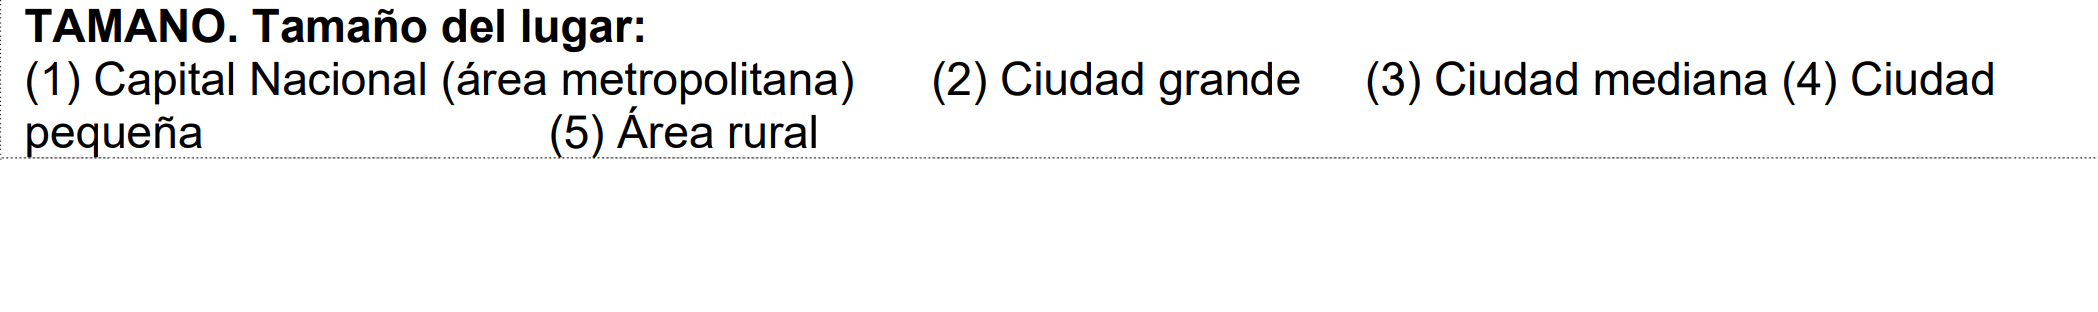 TAMANO. Tamaño del lugar:
(1) Capital Nacional (área metropolitana) (2) Ciudad grande (3) Ciudad mediana (4) Ciudad
pequeña (5) Área rural